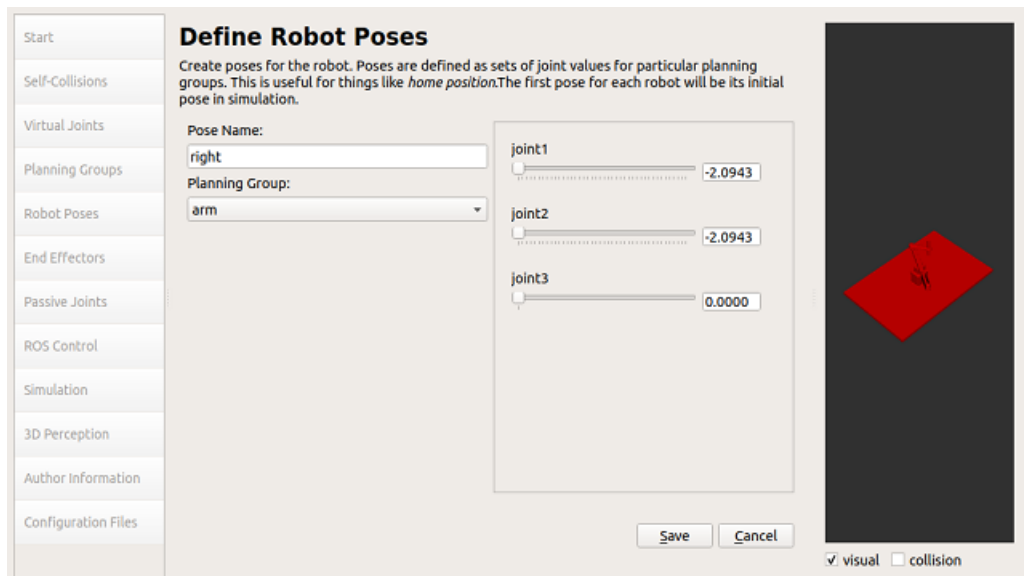 Start
Self-Collisions
Virtual Joints
Planning Groups
Robot Poses
End Effectors
Passive Joints
ROS Control
Simulation
3D Perception
Author Information
Configuration Files
Define Robot Poses
Create poses for the robot. Poses are defined as sets of joint values for particular planning
groups. This is useful for things like home position.The first pose for each robot will be its initial
pose in simulation.
Pose Name:
right
Planning Group:
arm
joint1
-2.0943
joint2
-2.0943
joint3
0.0000
Save
Cancel
visual
collision